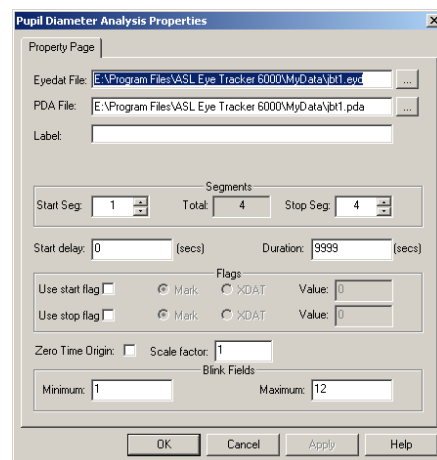 Pupil Diameter Analysis Properties
Property Page
Eyedat File: E:\Program Files\ASL Eye Tracker 6000\MyData\jbt1.eyd ...
PDA File: E:\Program Files\ASL Eye Tracker 6000\MyData\jbt1.pda ...
Label:
Segments
Start Seg: 1 Total: 4 Stop Seg: 4
Start delay: 0 (secs) Duration: 9999 (secs)
Flags
Use start flag Mark XDAT Value: 0
Use stop flag Mark XDAT Value: 0
Zero Time Origin: Scale factor: 1
Blink Fields
Minimum: 1 Maximum: 12
OK Cancel Apply Help